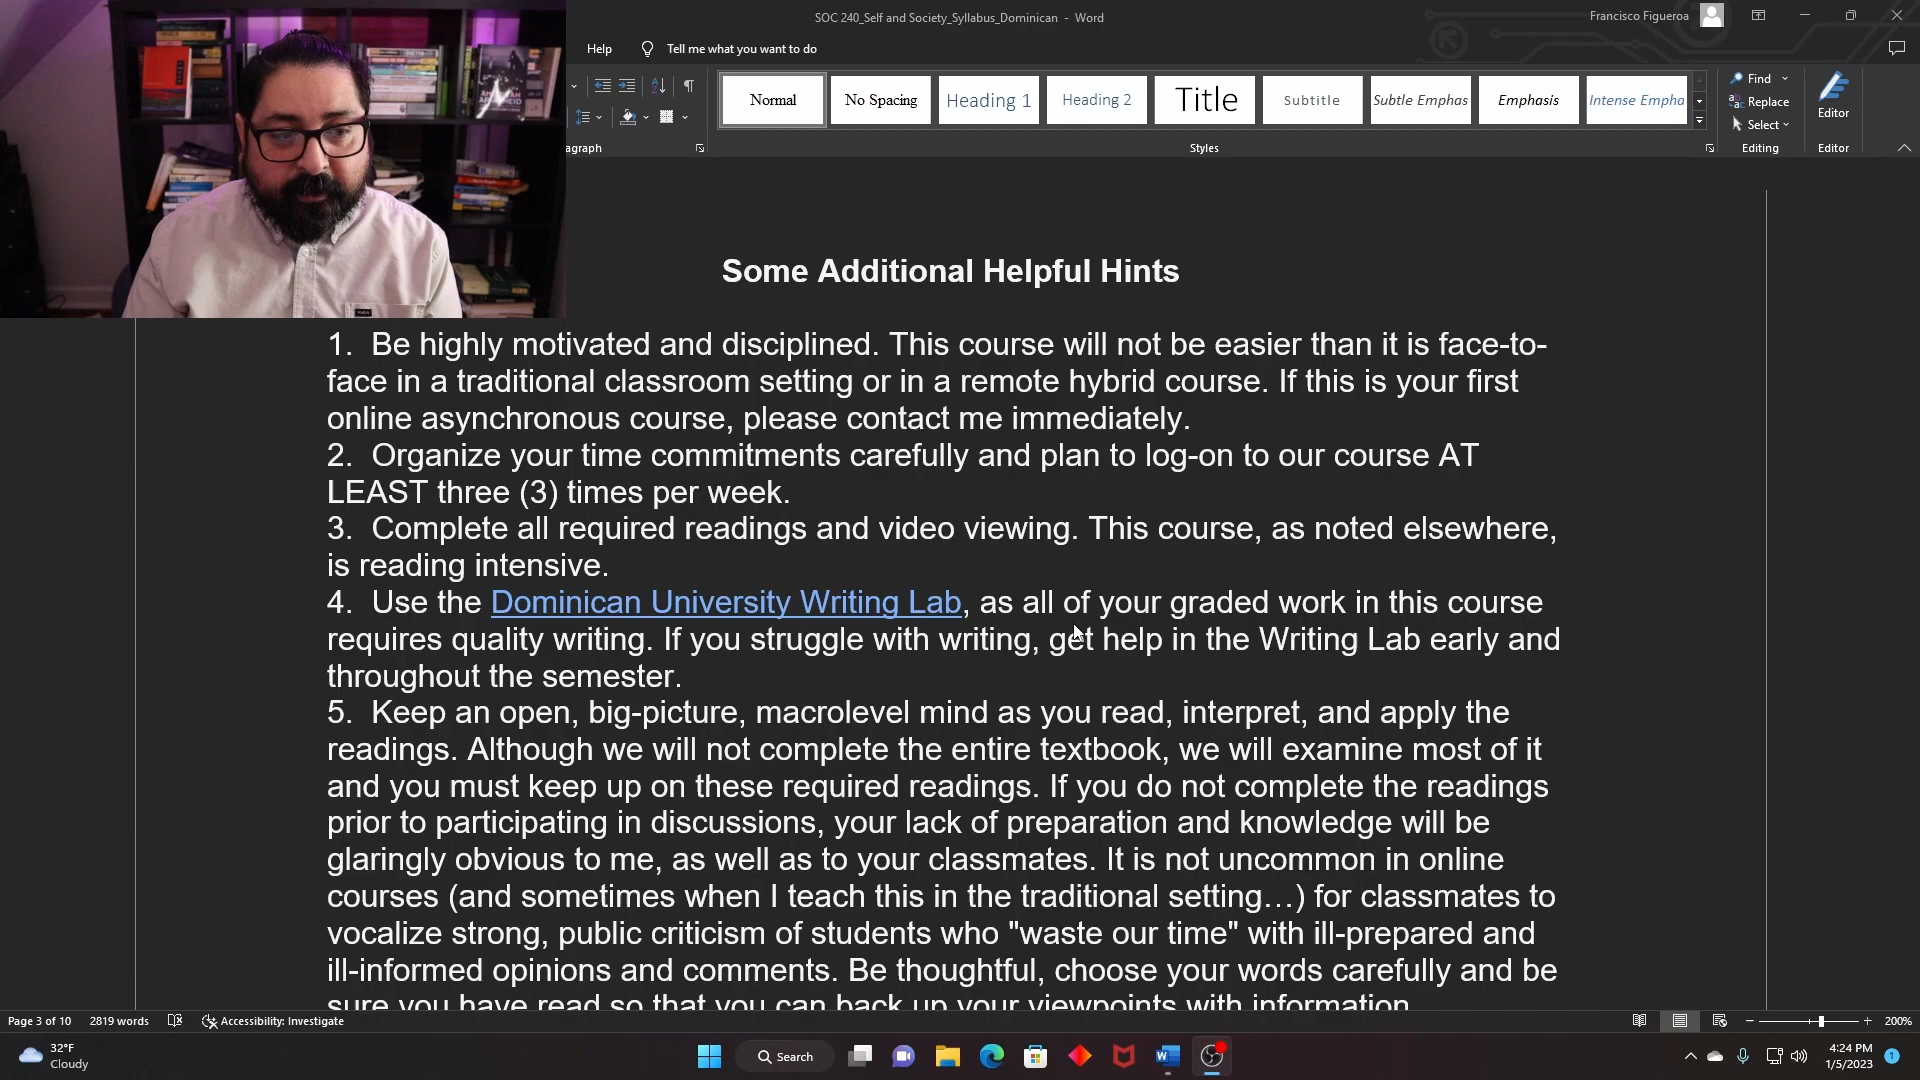 SOC 240_Self and Society_Syllabus_Dominican - Word
Francisco Figueroa
Help
Tell me what you want to do
Normal
No Spacing
Heading 1
Heading 2
Title
Subtitle
Subtle Emphas
Emphasis
Intense Empha
Find
Replace
Select
Editor
agraph
Styles
Editing
Editor
Some Additional Helpful Hints
1. Be highly motivated and disciplined. This course will not be easier than it is face-to-
face in a traditional classroom setting or in a remote hybrid course. If this is your first
online asynchronous course, please contact me immediately.
2. Organize your time commitments carefully and plan to log-on to our course AT
LEAST three (3) times per week.
3. Complete all required readings and video viewing. This course, as noted elsewhere,
is reading intensive.
4. Use the Dominican University Writing Lab, as all of your graded work in this course
requires quality writing. If you struggle with writing, get help in the Writing Lab early and
throughout the semester.
5. Keep an open, big-picture, macrolevel mind as you read, interpret, and apply the
readings. Although we will not complete the entire textbook, we will examine most of it
and you must keep up on these required readings. If you do not complete the readings
prior to participating in discussions, your lack of preparation and knowledge will be
glaringly obvious to me, as well as to your classmates. It is not uncommon in online
courses (and sometimes when I teach this in the traditional setting…) for classmates to
vocalize strong, public criticism of students who "waste our time" with ill-prepared and
ill-informed opinions and comments. Be thoughtful, choose your words carefully and be
sure you have read so that you can back up your viewpoints with information
Page 3 of 10
2819 words
Accessibility: Investigate
200%
32°F
Cloudy
Search
4:24 PM
1/5/2023
1